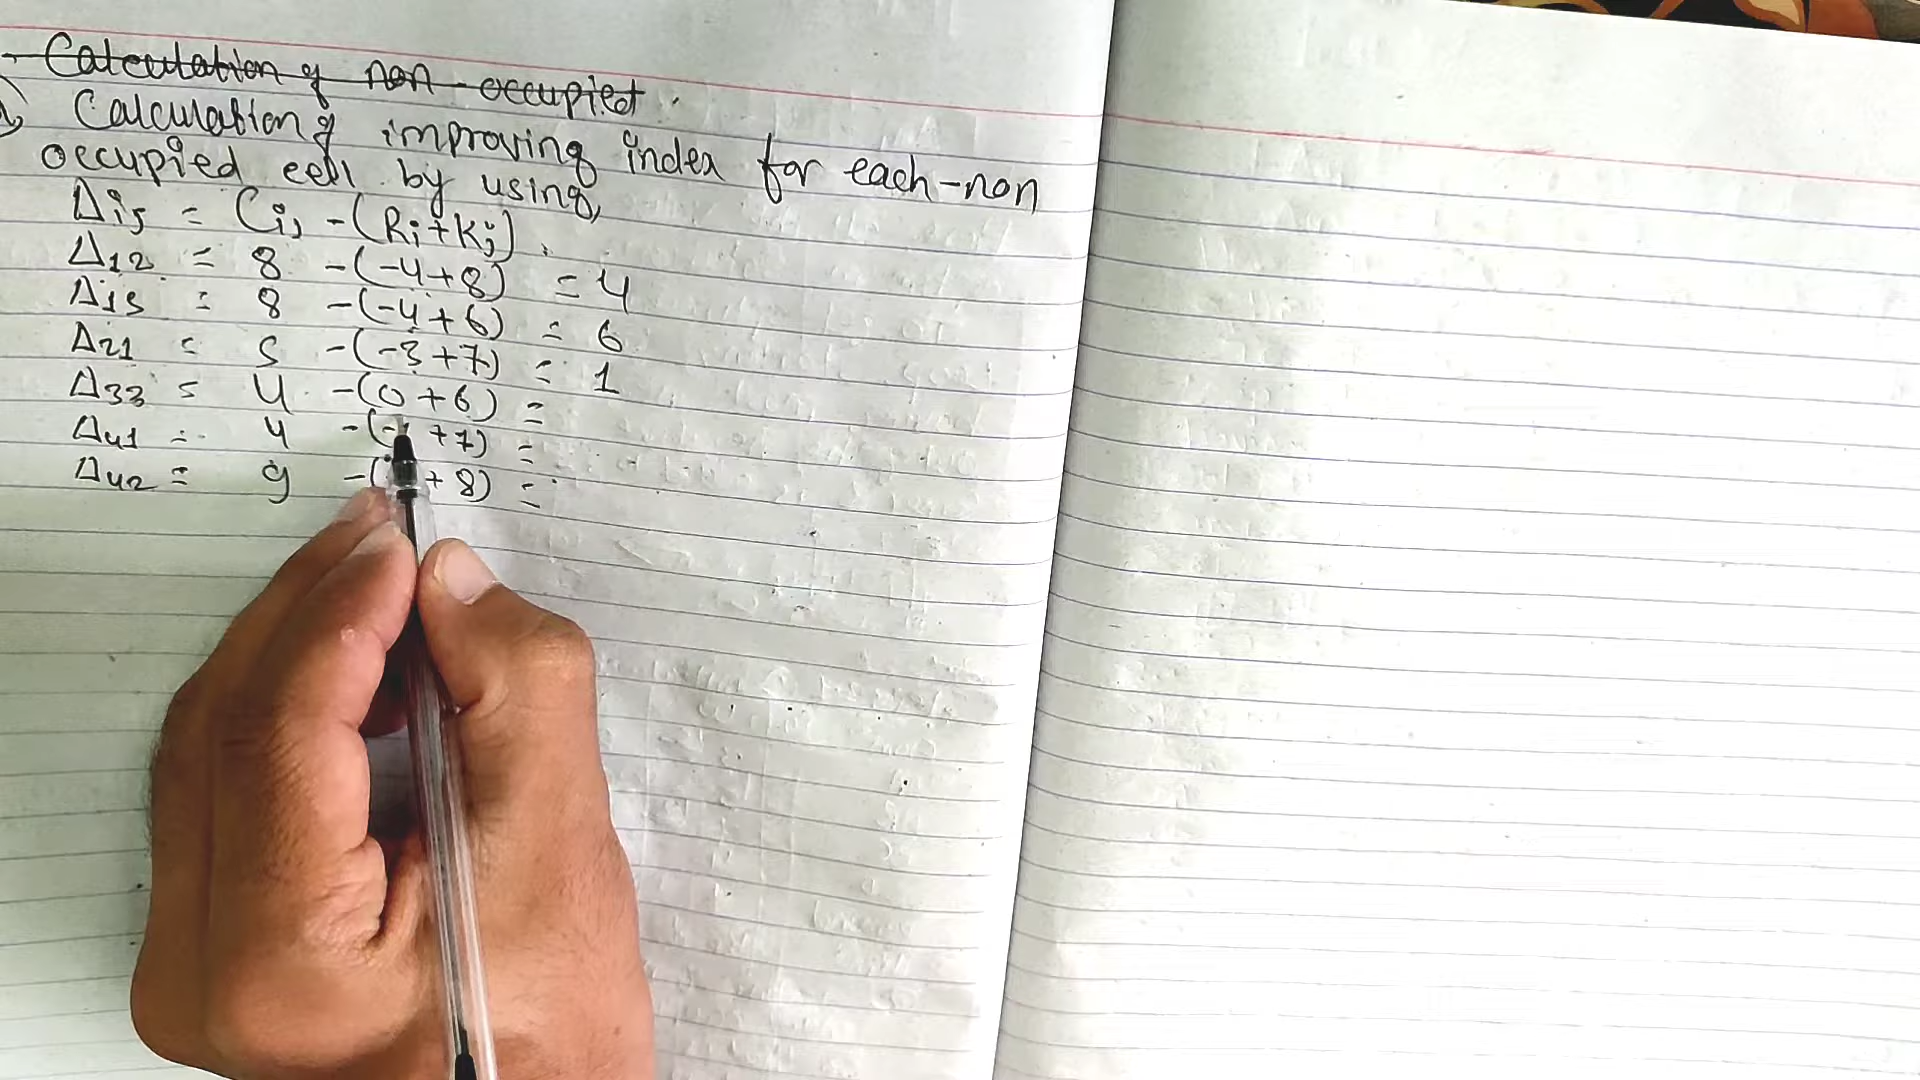 Calculation of non-occupied
Calculation of improving index for each-non
occupied cell by using,
Δij = Cij -(Ri+Kj)
Δ12 = 8 -(-4+8) = 4
Δ13 = 8 -(-4+6) = 6
Δ21 = 5 -(-3+7) = 1
Δ33 = 4 -(0+6) =
Δ41 = 4 -(- +7) =
Δ42 = 9 -( +8) =